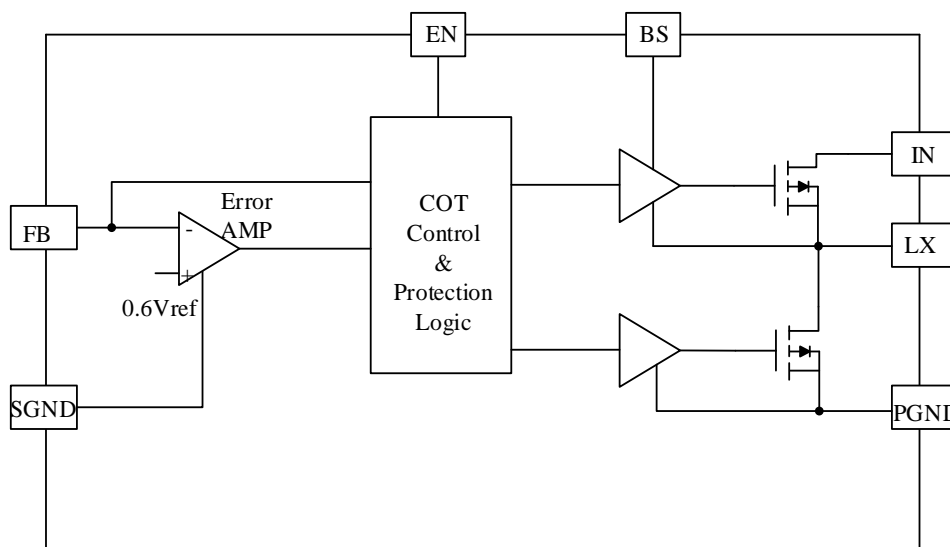 EN
BS
IN
Error
AMP
COT
Control
&
Protection
Logic
FB
-
+
LX
0.6Vref
SGND
PGND